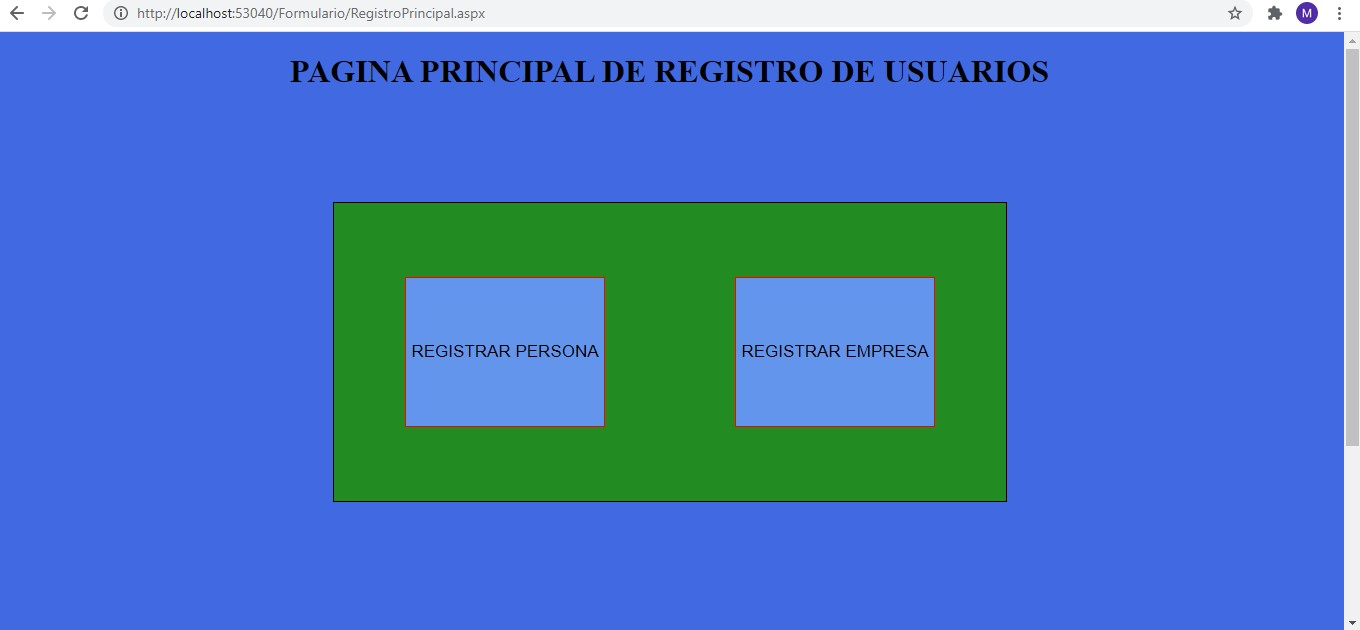 http://localhost:53040/Formulario/RegistroPrincipal.aspx
M
PAGINA PRINCIPAL DE REGISTRO DE USUARIOS
REGISTRAR PERSONA
REGISTRAR EMPRESA